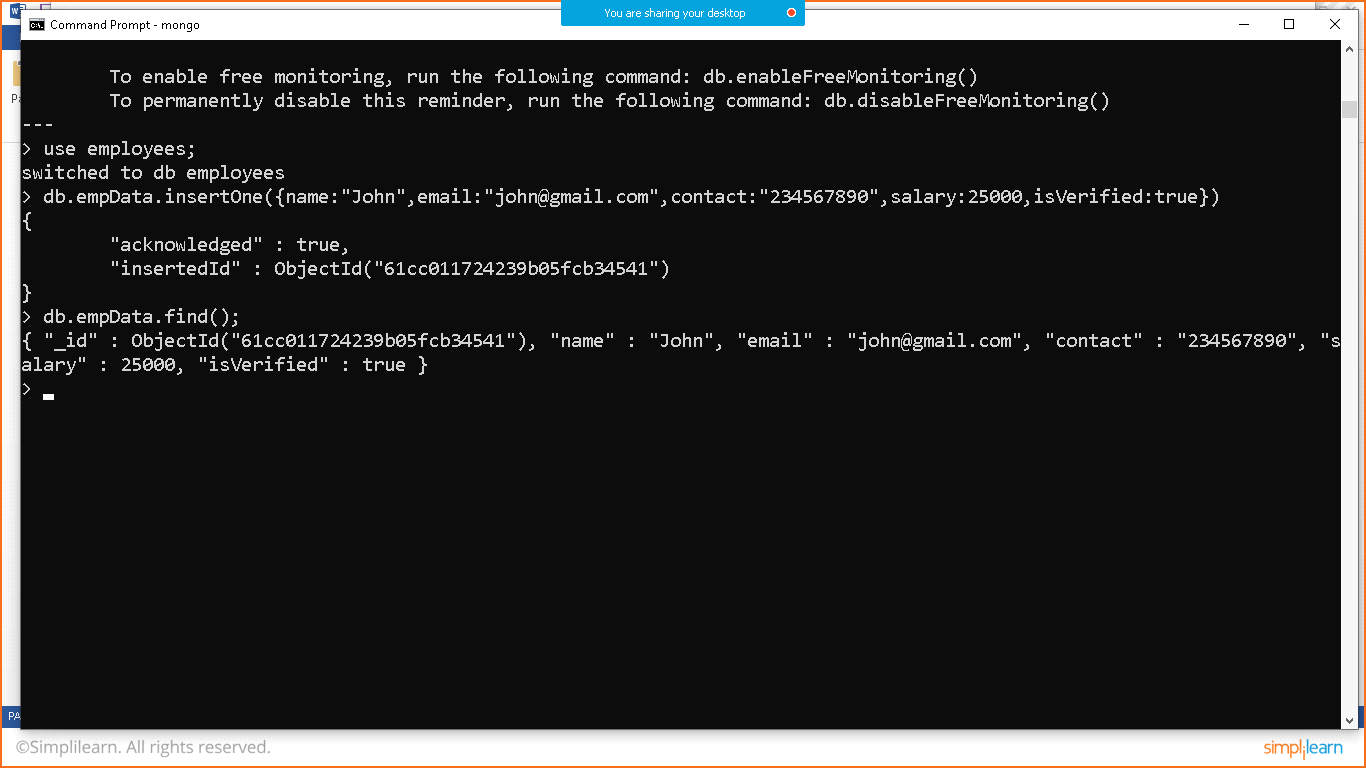 You are sharing your desktop
Command Prompt - mongo
To enable free monitoring, run the following command: db.enableFreeMonitoring()
To permanently disable this reminder, run the following command: db.disableFreeMonitoring()
---
> use employees;
switched to db employees
> db.empData.insertOne({name:"John",email:"john@gmail.com",contact:"234567890",salary:25000,isVerified:true})
{
"acknowledged" : true,
"insertedId" : ObjectId("61cc011724239b05fcb34541")
}
> db.empData.find();
{ "_id" : ObjectId("61cc011724239b05fcb34541"), "name" : "John", "email" : "john@gmail.com", "contact" : "234567890", "s
alary" : 25000, "isVerified" : true }
>
©Simplilearn. All rights reserved.
simplilearn